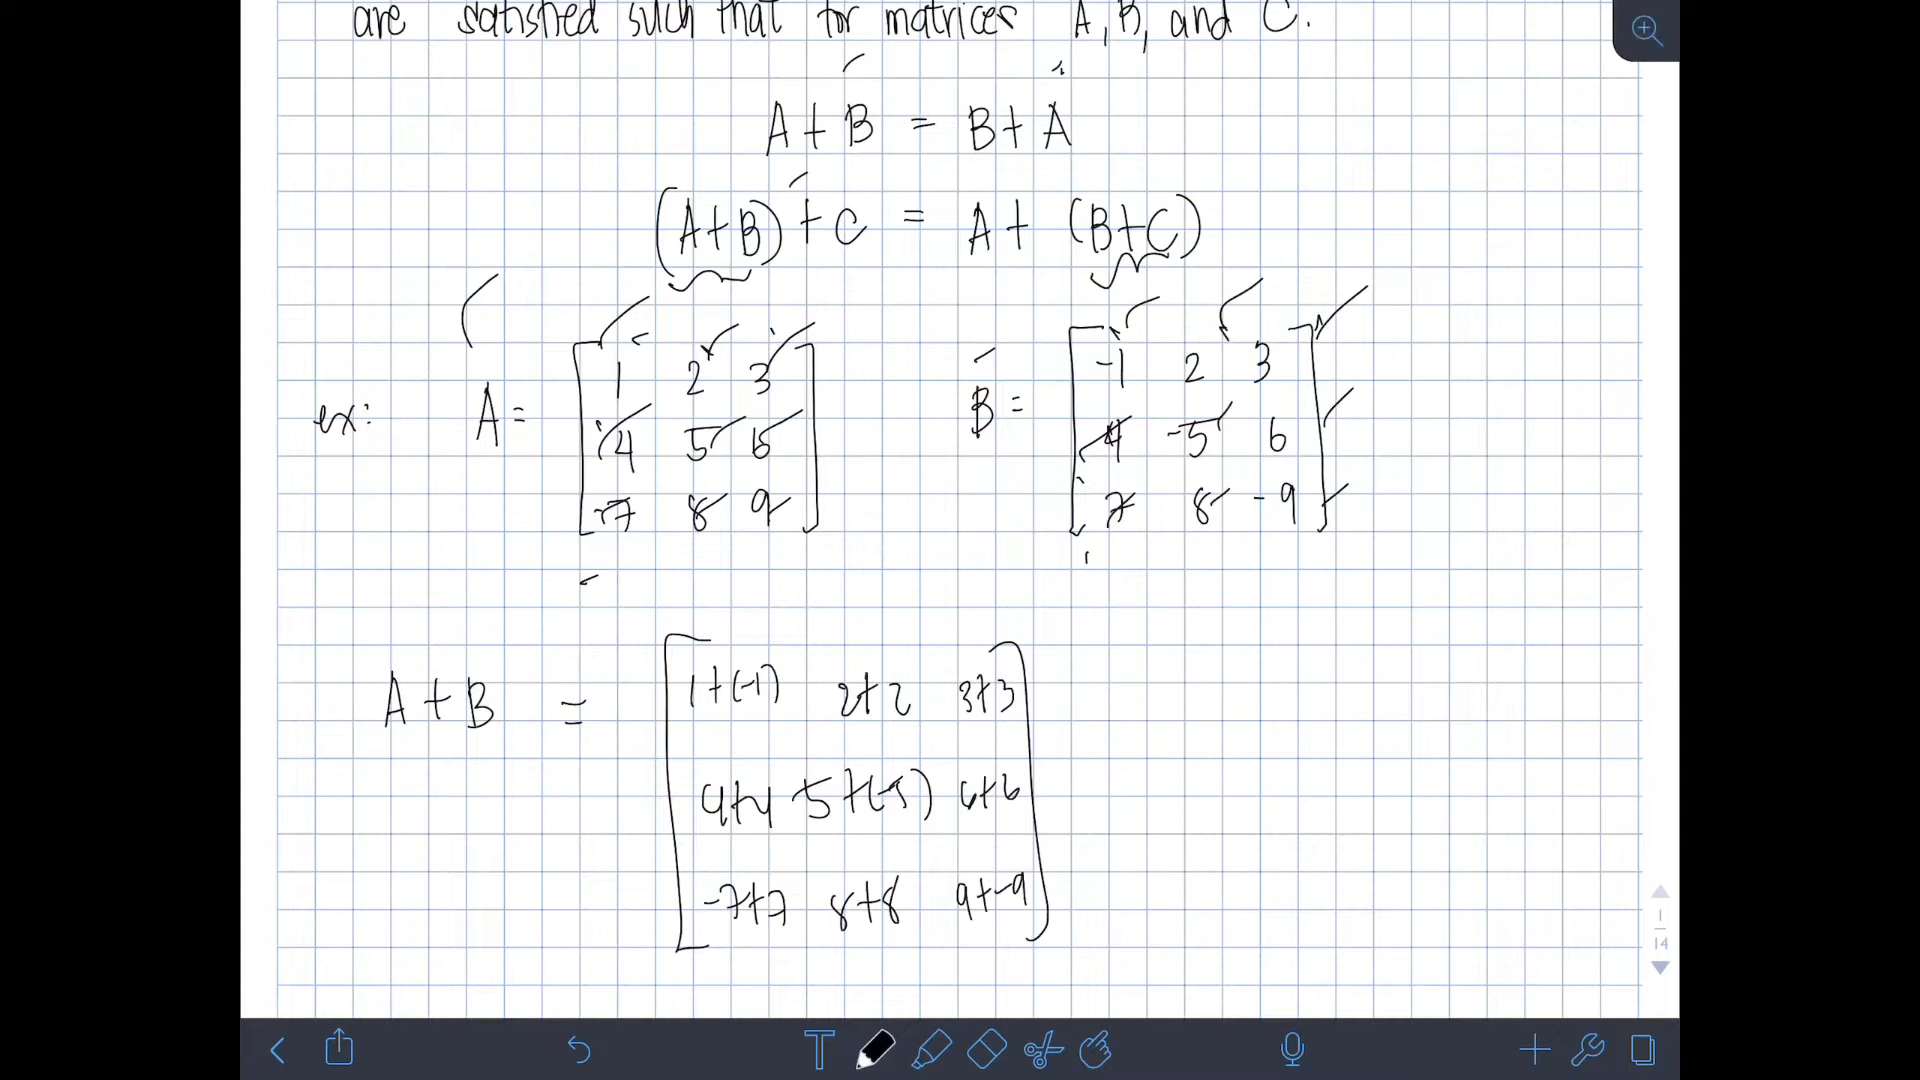 are satisfied such that for matrices A, B, and C.
A + B = B + A
(A+B) + C = A + (B+C)
ex: A = [1 2 3 B = [-1 2 3
4 5 6 4 -5 6
-7 8 9] 7 8 -9]
A + B = [1+(-1) 2+2 3+3
4+4 5+(-5) 6+6
-7+7 8+8 9+-9]
1
14
T